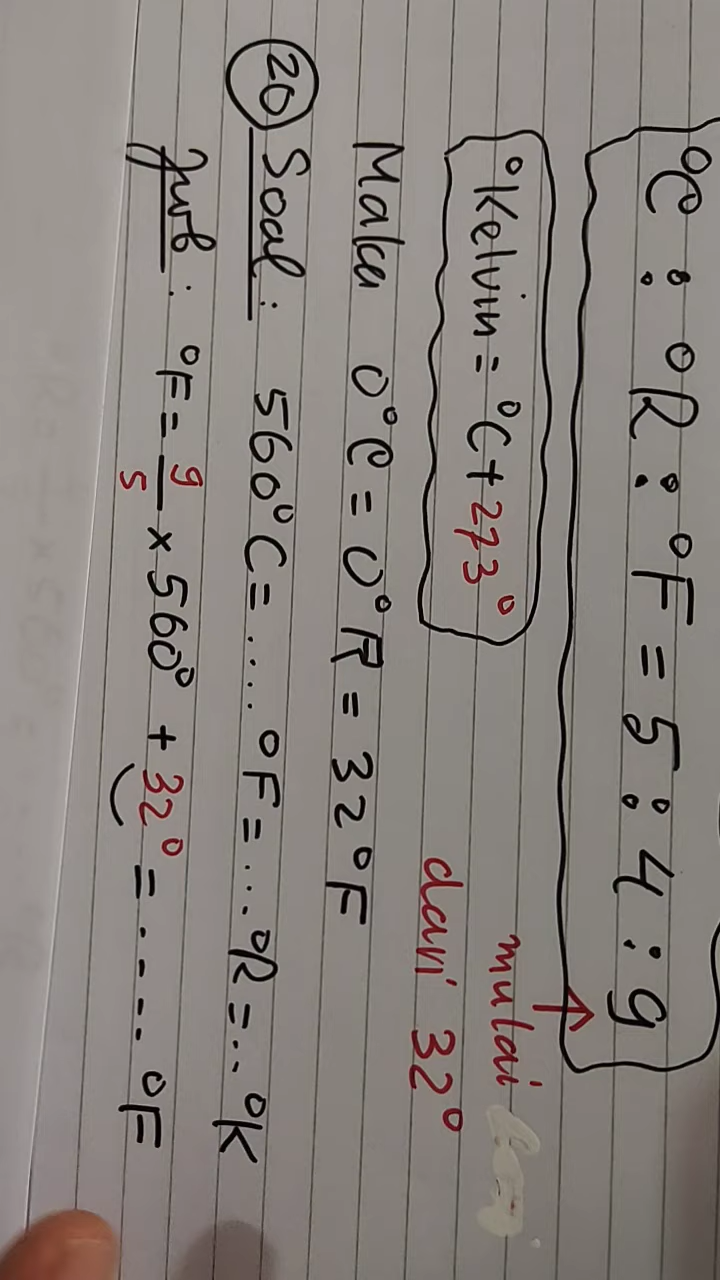 °C : °R : °F = 5 : 4 : 9
°Kelvin = °C + 273°
mulai
dari 32°
Maka 0°C = 0°R = 32°F
20 Soal : 560°C = ..... °F = ... °R = ... °K
Jwb : °F = 9/5 x 560° + 32° = ..... °F